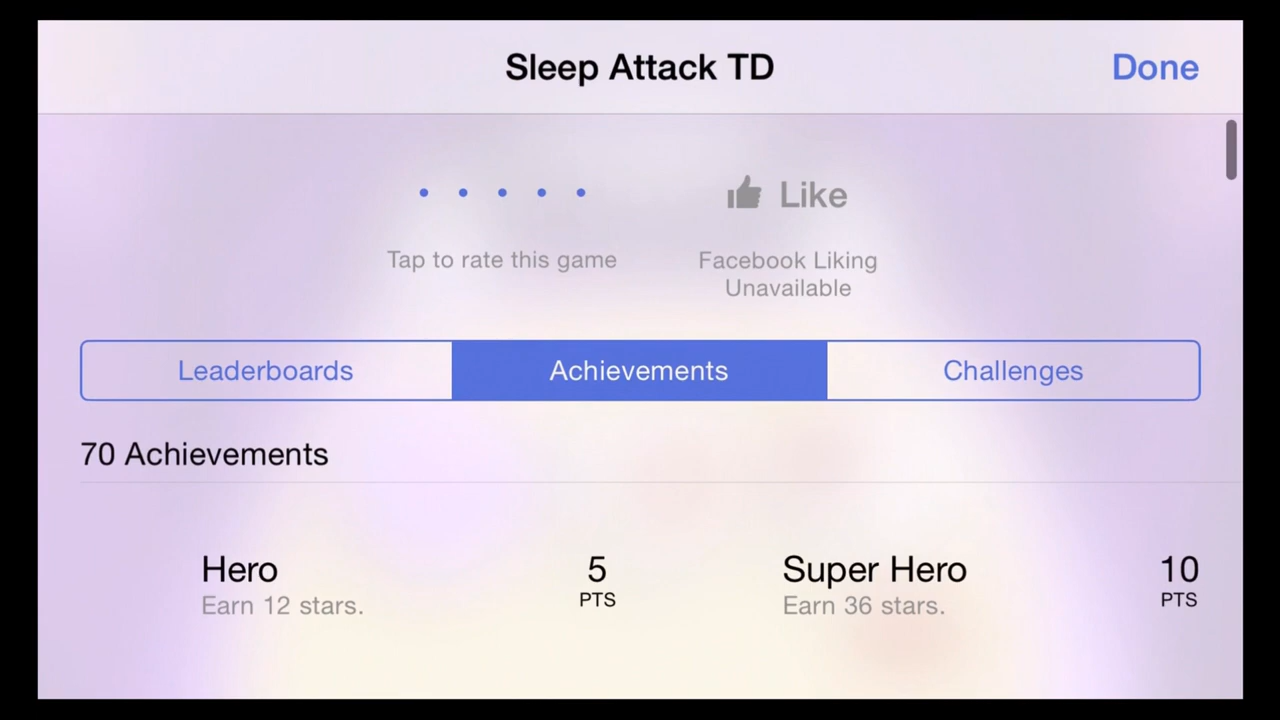 Sleep Attack TD
Done
Like
Tap to rate this game
Facebook Liking
Unavailable
Leaderboards
Achievements
Challenges
70 Achievements
Hero
5
Earn 12 stars.
PTS
Super Hero
10
Earn 36 stars.
PTS